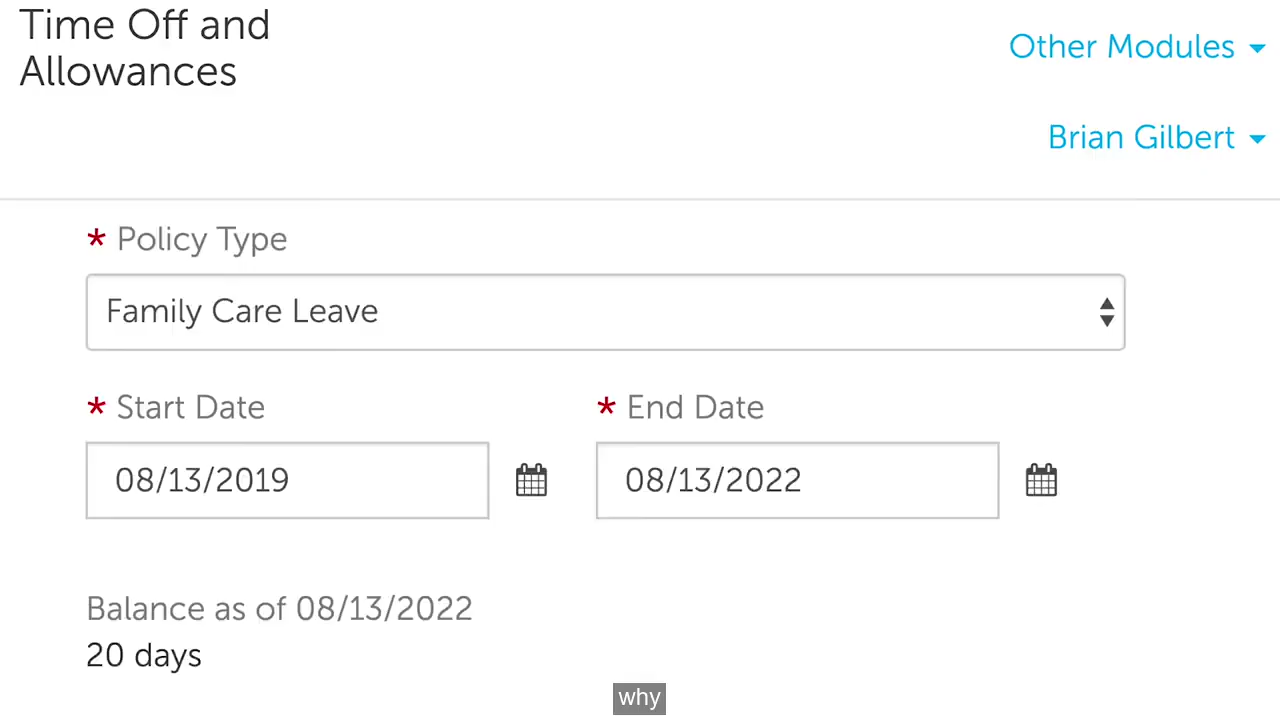 Time Off and
Allowances
Other Modules
Brian Gilbert
* Policy Type
Family Care Leave
* Start Date
* End Date
08/13/2019
08/13/2022
Balance as of 08/13/2022
20 days
why